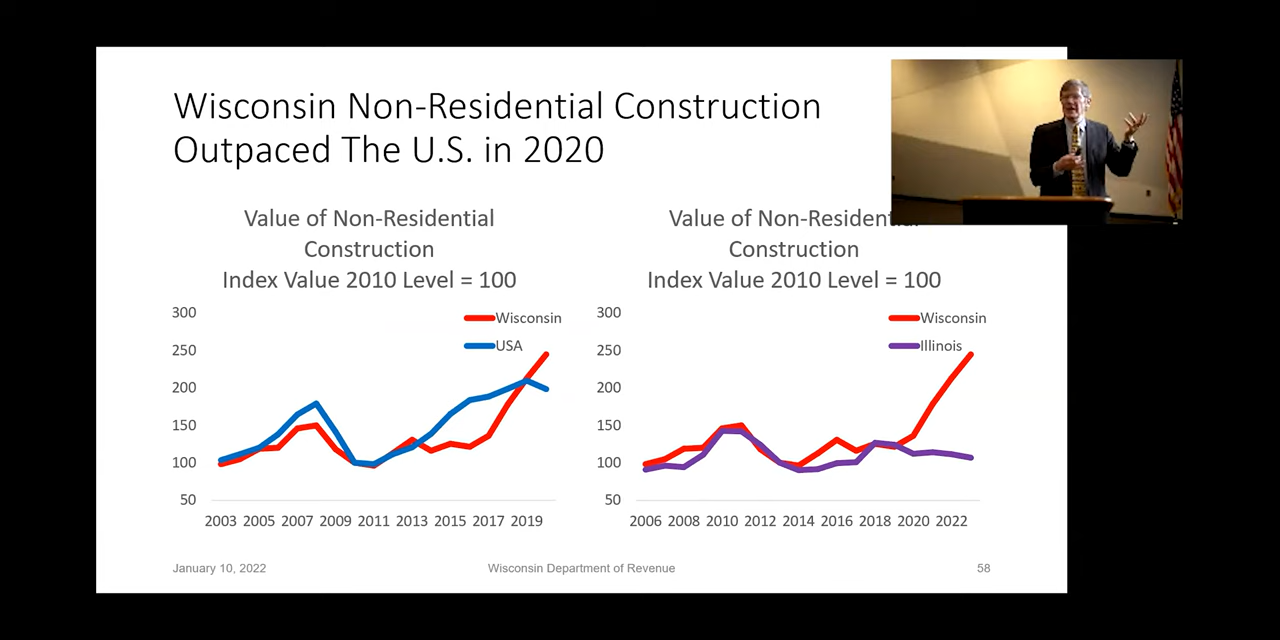 Wisconsin Non-Residential Construction
Outpaced The U.S. in 2020
Value of Non-Residential
Construction
Index Value 2010 Level = 100
300
250
200
150
100
50
Wisconsin
USA
2003 2005 2007 2009 2011 2013 2015 2017 2019
Value of Non-Residential
Construction
Index Value 2010 Level = 100
300
250
200
150
100
50
Wisconsin
Illinois
2006 2008 2010 2012 2014 2016 2018 2020 2022
January 10, 2022
Wisconsin Department of Revenue
58